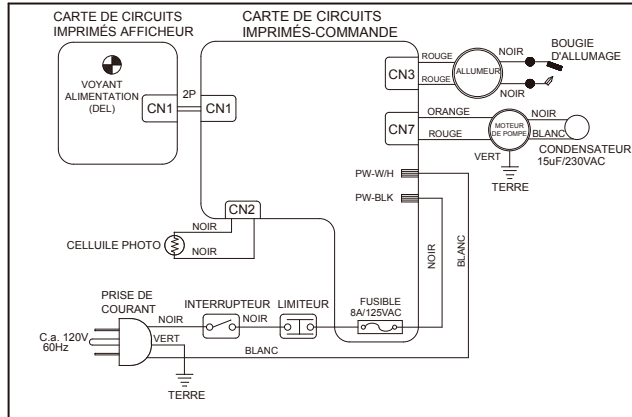 CARTE DE CIRCUITS
IMPRIMÉS AFFICHEUR
CARTE DE CIRCUITS
IMPRIMÉS-COMMANDE
VOYANT
ALIMENTATION
(DEL)
CN1
2P
CN1
CN3
ROUGE
ROUGE
ALLUMEUR
NOIR
NOIR
BOUGIE
D'ALLUMAGE
CN7
ORANGE
ROUGE
MOTEUR
DE POMPE
NOIR
BLANC
CONDENSATEUR
15uF/230VAC
VERT
TERRE
PW-W/H
PW-BLK
CN2
NOIR
NOIR
CELLUILE PHOTO
NOIR
BLANC
PRISE DE
COURANT
C.a. 120V
60Hz
NOIR
INTERRUPTEUR
NOIR
LIMITEUR
FUSIBLE
8A/125VAC
VERT
BLANC
TERRE